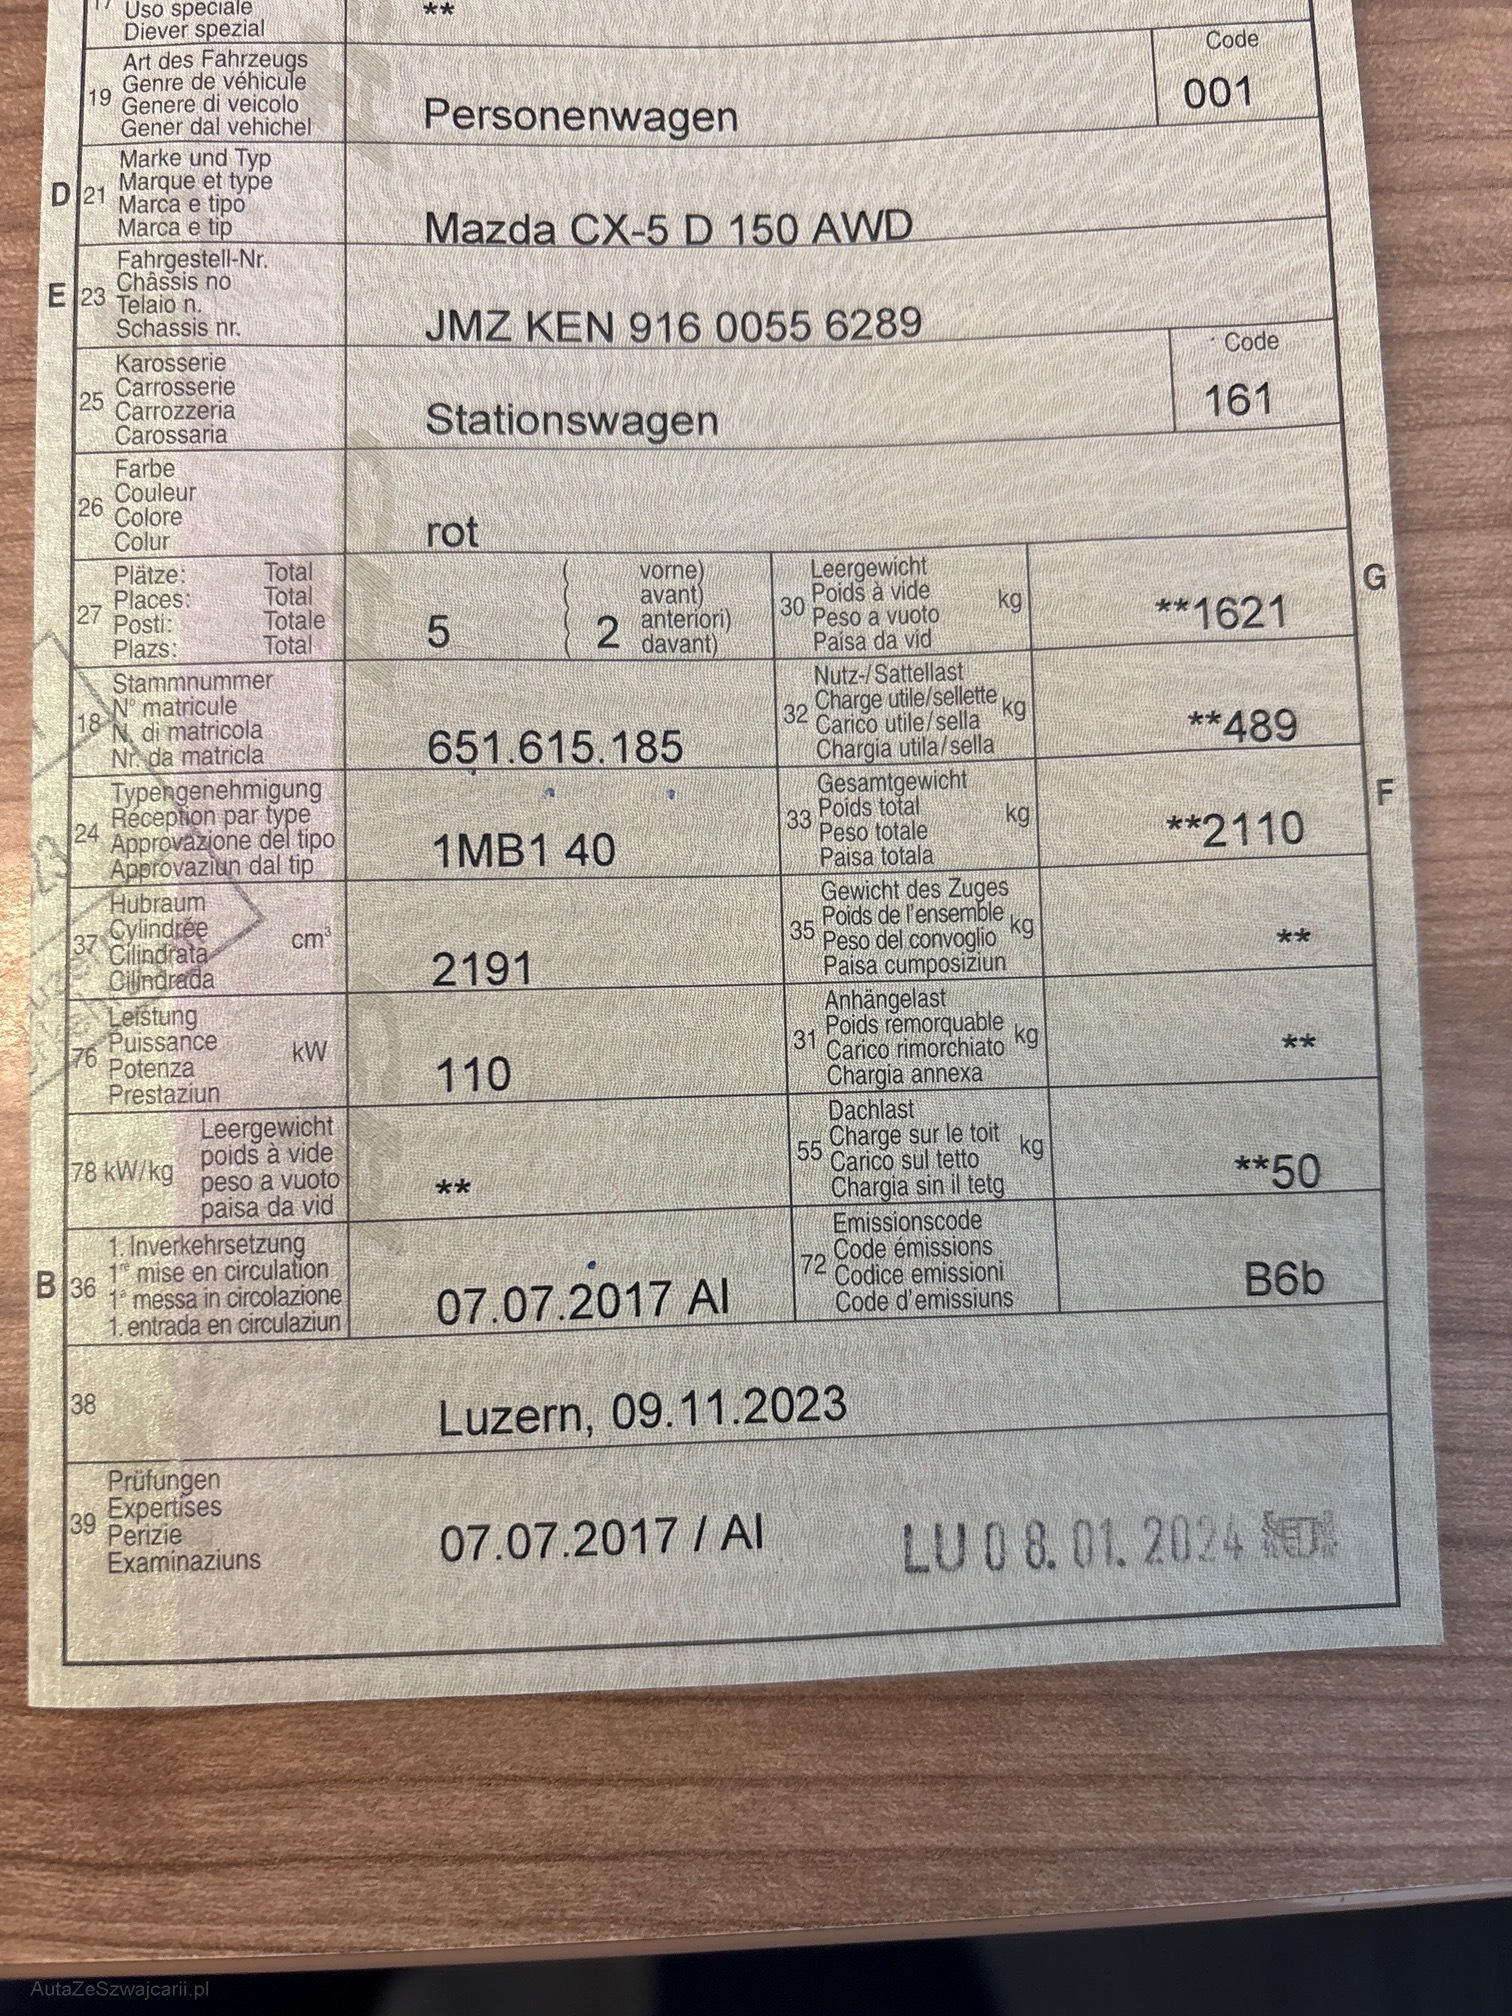 17 Uso speciale
Diever spezial
**
Art des Fahrzeugs
19 Genre de véhicule
Genere di veicolo
Gener dal vehichel
Personenwagen
Code
001
Marke und Typ
D 21 Marque et type
Marca e tipo
Marca e tip
Mazda CX-5 D 150 AWD
Fahrgestell-Nr.
E 23 Châssis no
Telaio n.
Schassis nr.
JMZ KEN 916 0055 6289
Karosserie
25 Carrosserie
Carrozzeria
Carossaria
Stationswagen
Code
161
Farbe
26 Couleur
Colore
Colur
rot
27 Plätze: Total
Places: Total
Posti: Totale
Plazs: Total
5 ( 2 vorne)
( avant)
( anteriori)
( davant)
Leergewicht
30 Poids à vide kg
Peso a vuoto
Paisa da vid
**1621
G
Stammnummer
18 N° matricule
N. di matricola
Nr. da matricla
651.615.185
Nutz-/Sattellast
32 Charge utile/sellette kg
Carico utile/sella
Chargia utila/sella
**489
Typengenehmigung
24 Réception par type
Approvazione del tipo
Approvaziun dal tip
1MB1 40
Gesamtgewicht
33 Poids total kg
Peso totale
Paisa totala
**2110
F
Hubraum
37 Cylindrée cm³
Cilindrata
Cilindrada
2191
Gewicht des Zuges
35 Poids de l'ensemble kg
Peso del convoglio
Paisa cumposiziun
**
Leistung
76 Puissance kW
Potenza
Prestaziun
110
Anhängelast
31 Poids remorquable kg
Carico rimorchiato
Chargia annexa
**
78 kW/kg Leergewicht
poids à vide
peso a vuoto
paisa da vid
**
Dachlast
55 Charge sur le toit kg
Carico sul tetto
Chargia sin il tetg
**50
1. Inverkehrsetzung
B 36 1re mise en circulation
1a messa in circolazione
1. entrada en circulaziun
07.07.2017 AI
Emissionscode
72 Code émissions
Codice emissioni
Code d'emissiuns
B6b
38 Luzern, 09.11.2023
Prüfungen
39 Expertises
Perizie
Examinaziuns
07.07.2017 / AI
LU 08.01.2024
AutaZeSzwajcarii.pl